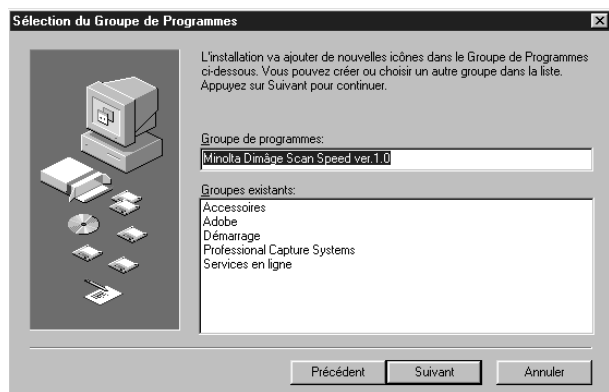 Sélection du Groupe de Programmes
L'installation va ajouter de nouvelles icônes dans le Groupe de Programmes
ci-dessous. Vous pouvez créer ou choisir un autre groupe dans la liste.
Appuyez sur Suivant pour continuer.
Groupe de programmes:
Minolta Dimâge Scan Speed ver.1.0
Groupes existants:
Accessoires
Adobe
Démarrage
Professional Capture Systems
Services en ligne
Précédent
Suivant
Annuler